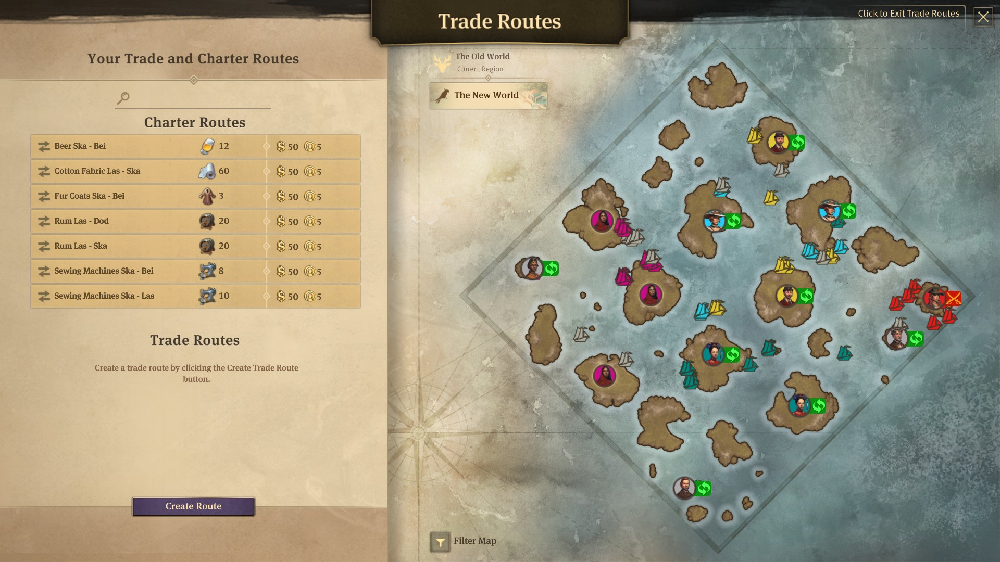 Trade Routes
Click to Exit Trade Routes
Your Trade and Charter Routes
Charter Routes
Beer Ska - Bei 12 50 5
Cotton Fabric Las - Ska 60 50 5
Fur Coats Ska - Bei 3 50 5
Rum Las - Dod 20 50 5
Rum Las - Ska 20 50 5
Sewing Machines Ska - Bei 8 50 5
Sewing Machines Ska - Las 10 50 5
Trade Routes
Create a trade route by clicking the Create Trade Route
button.
Create Route
The Old World
Current Region
The New World
Filter Map